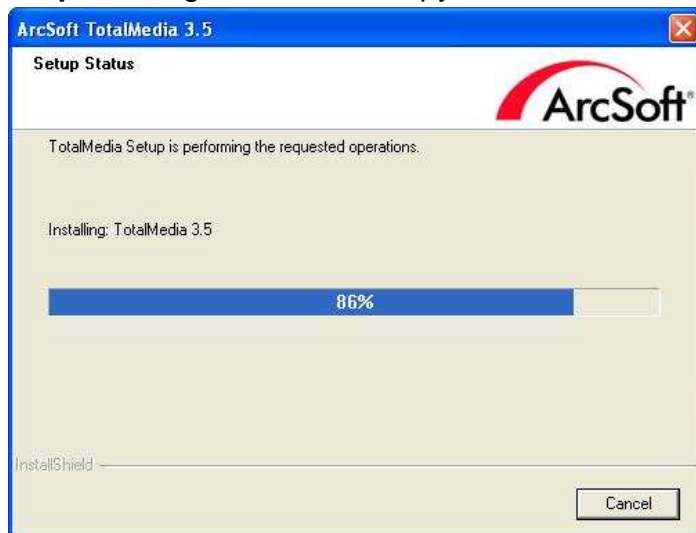 ArcSoft TotalMedia 3.5
Setup Status
ArcSoft®
TotalMedia Setup is performing the requested operations.
Installing: TotalMedia 3.5
86%
InstallShield
Cancel